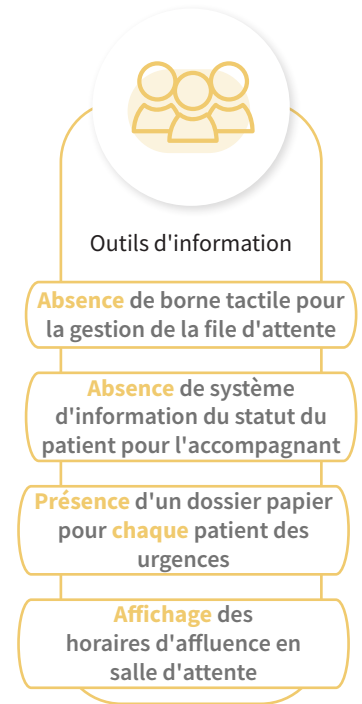 Outils d'information
Absence de borne tactile pour
la gestion de la file d'attente
Absence de système
d'information du statut du
patient pour l'accompagnant
Présence d'un dossier papier
pour chaque patient des
urgences
Affichage des
horaires d'affluence en
salle d'attente